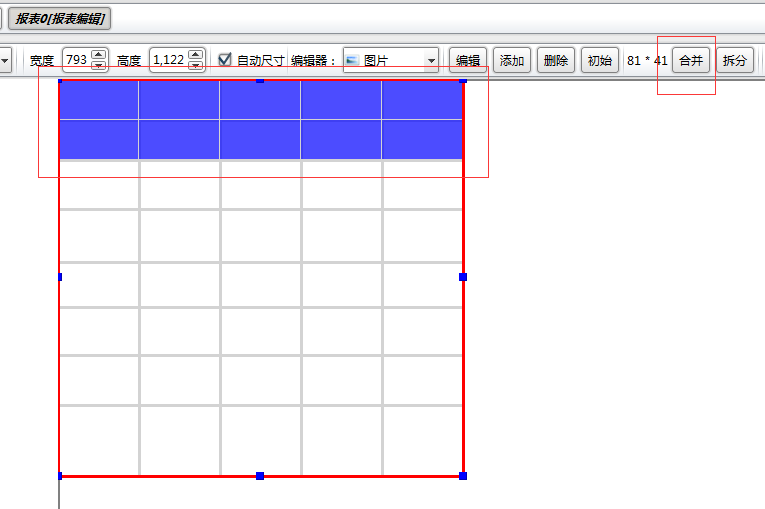 报表0[报表编辑]
宽度 793 高度 1,122 自动尺寸 编辑器： 图片 编辑 添加 删除 初始 81 * 41 合并 拆分